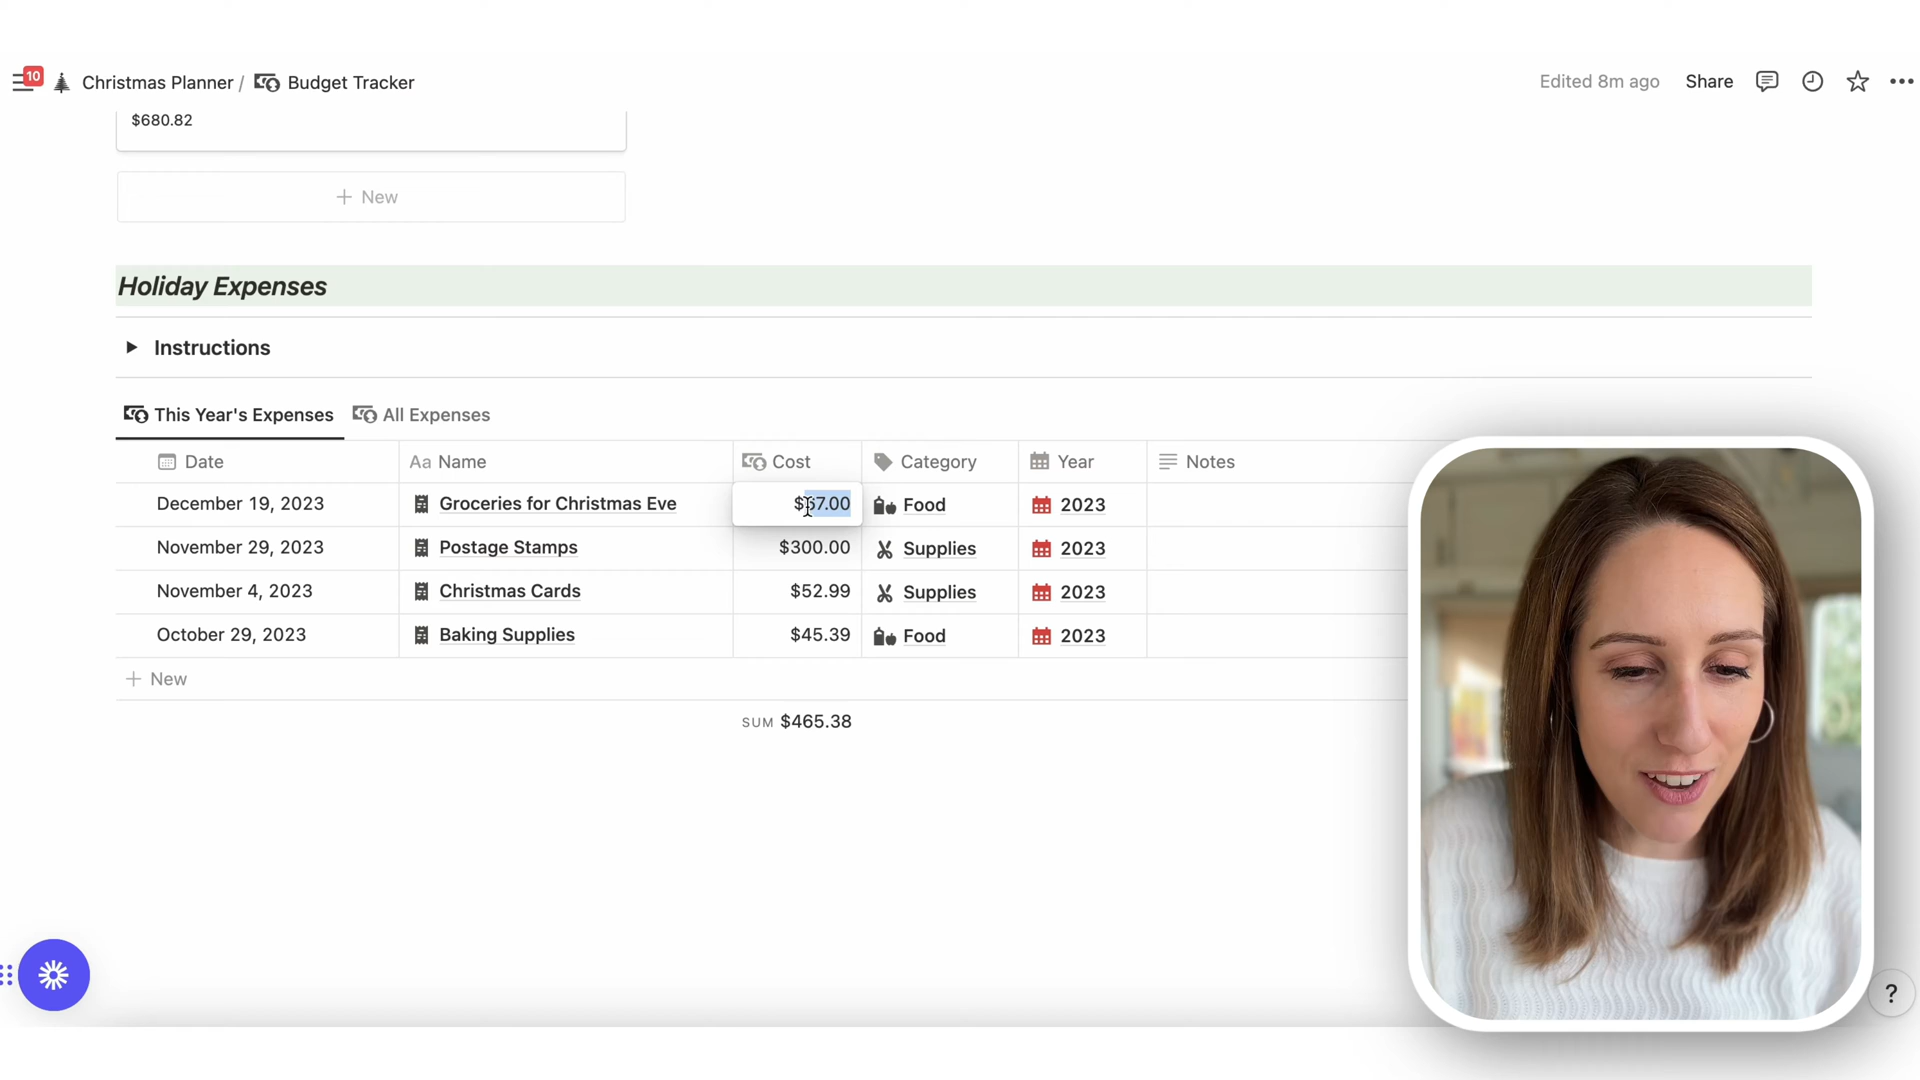 10 Christmas Planner / Budget Tracker Edited 8m ago Share
$680.82
+ New
Holiday Expenses
Instructions
This Year's Expenses All Expenses
Date Aa Name Cost Category Year Notes
December 19, 2023 Groceries for Christmas Eve $67.00 Food 2023
November 29, 2023 Postage Stamps $300.00 Supplies 2023
November 4, 2023 Christmas Cards $52.99 Supplies 2023
October 29, 2023 Baking Supplies $45.39 Food 2023
+ New
SUM $465.38
?